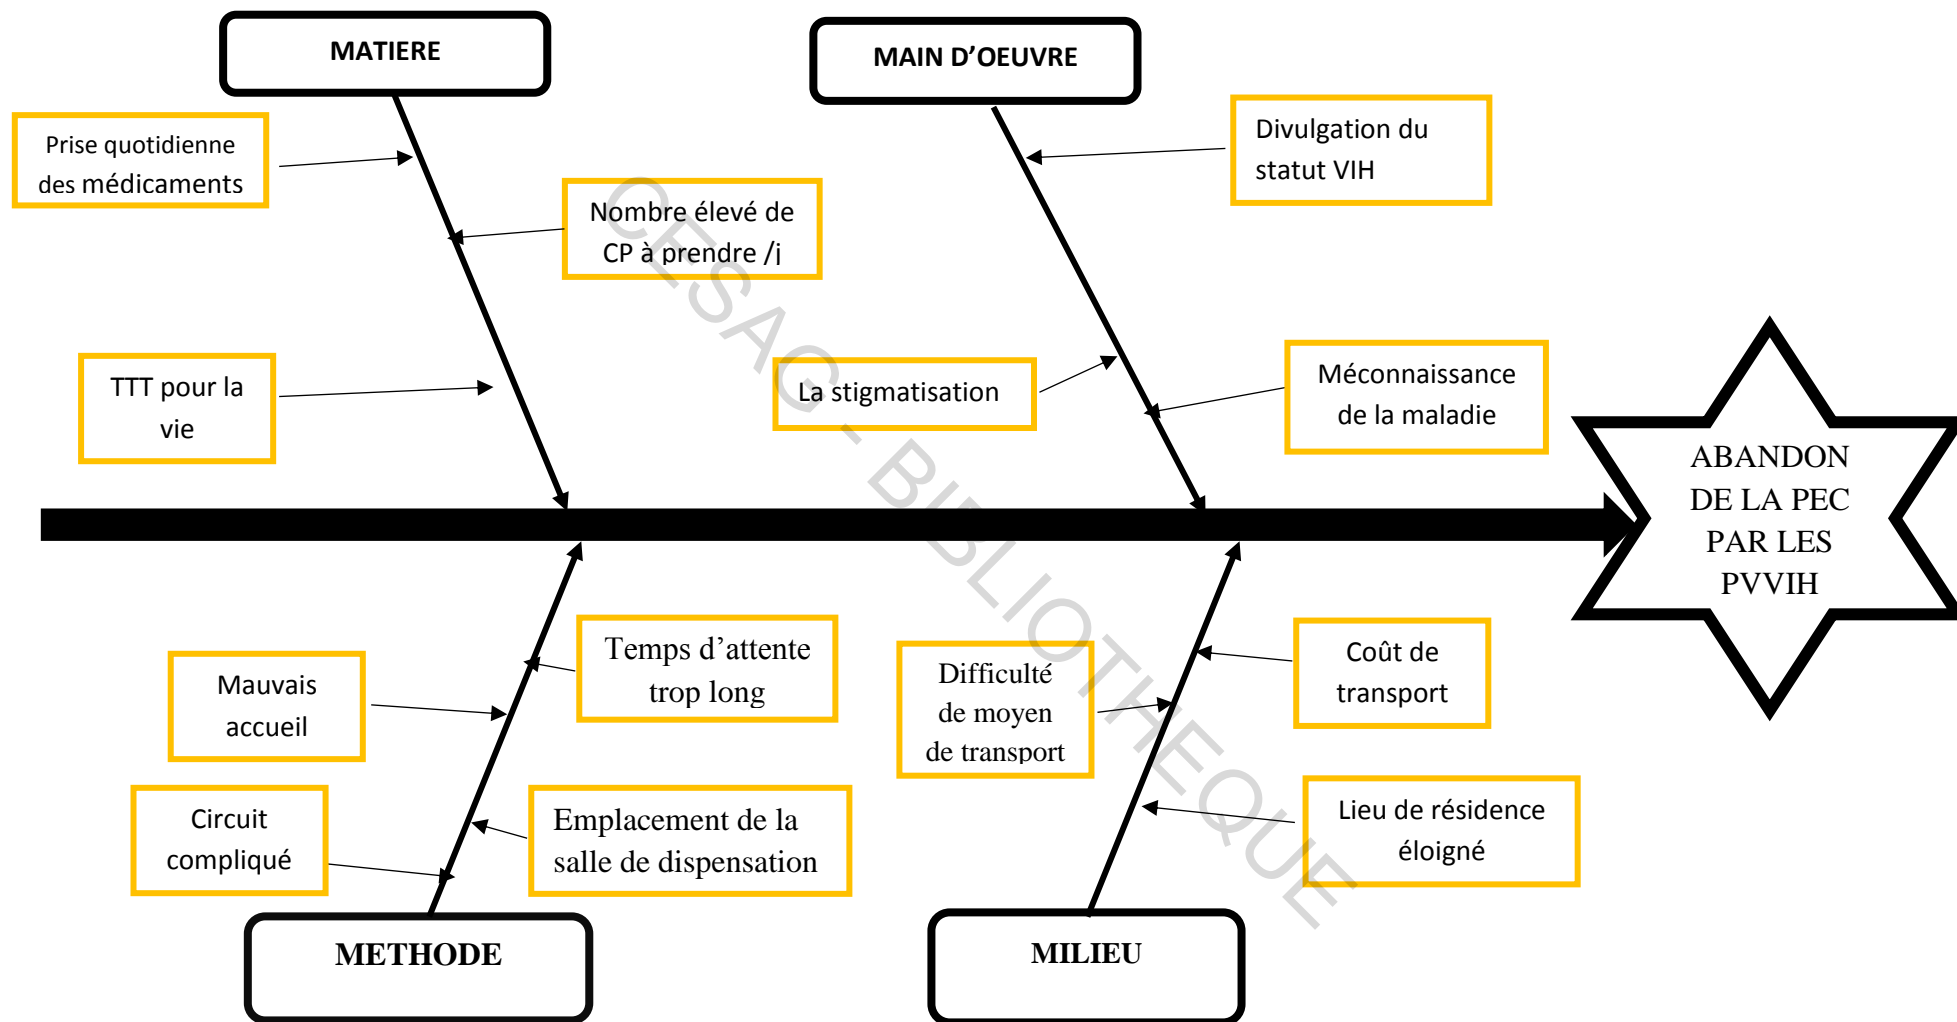 MATIERE
MAIN D’OEUVRE
Prise quotidienne
des médicaments
Nombre élevé de
CP à prendre /j
TTT pour la
vie
Divulgation du
statut VIH
La stigmatisation
Méconnaissance
de la maladie
ABANDON
DE LA PEC
PAR LES
PVVIH
Mauvais
accueil
Temps d’attente
trop long
Circuit
compliqué
Emplacement de la
salle de dispensation
Difficulté
de moyen
de transport
Coût de
transport
Lieu de résidence
éloigné
METHODE
MILIEU
CESAG - BIBLIOTHEQUE